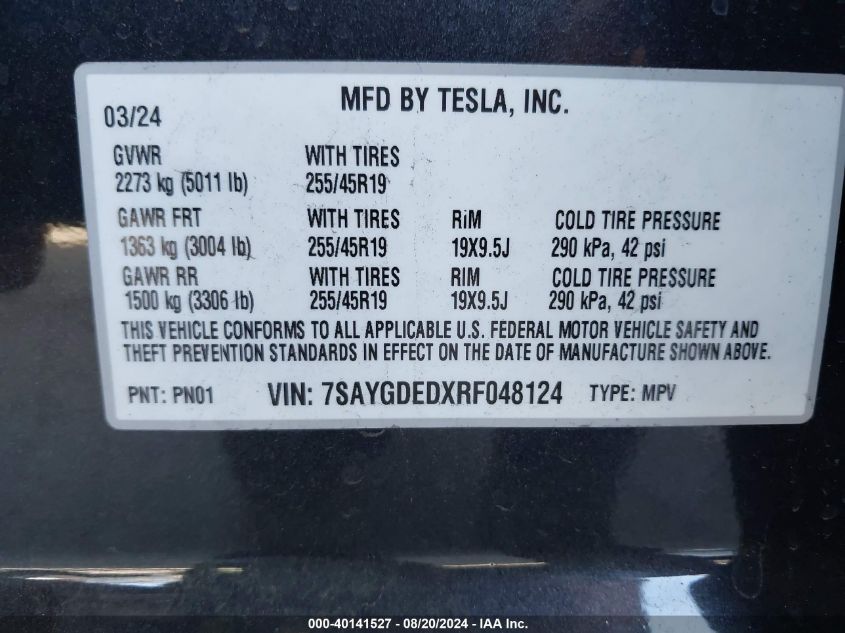 MFD BY TESLA, INC.
03/24
GVWR WITH TIRES
2273 kg (5011 lb) 255/45R19
GAWR FRT WITH TIRES RiM COLD TIRE PRESSURE
1363 kg (3004 lb) 255/45R19 19X9.5J 290 kPa, 42 psi
GAWR RR WITH TIRES RIM COLD TIRE PRESSURE
1500 kg (3306 lb) 255/45R19 19X9.5J 290 kPa, 42 psi
THIS VEHICLE CONFORMS TO ALL APPLICABLE U.S. FEDERAL MOTOR VEHICLE SAFETY AND
THEFT PREVENTION STANDARDS IN EFFECT ON THE DATE OF MANUFACTURE SHOWN ABOVE.
PNT: PN01 VIN: 7SAYGDEDXRF048124 TYPE: MPV
000-40141527 - 08/20/2024 - IAA Inc.